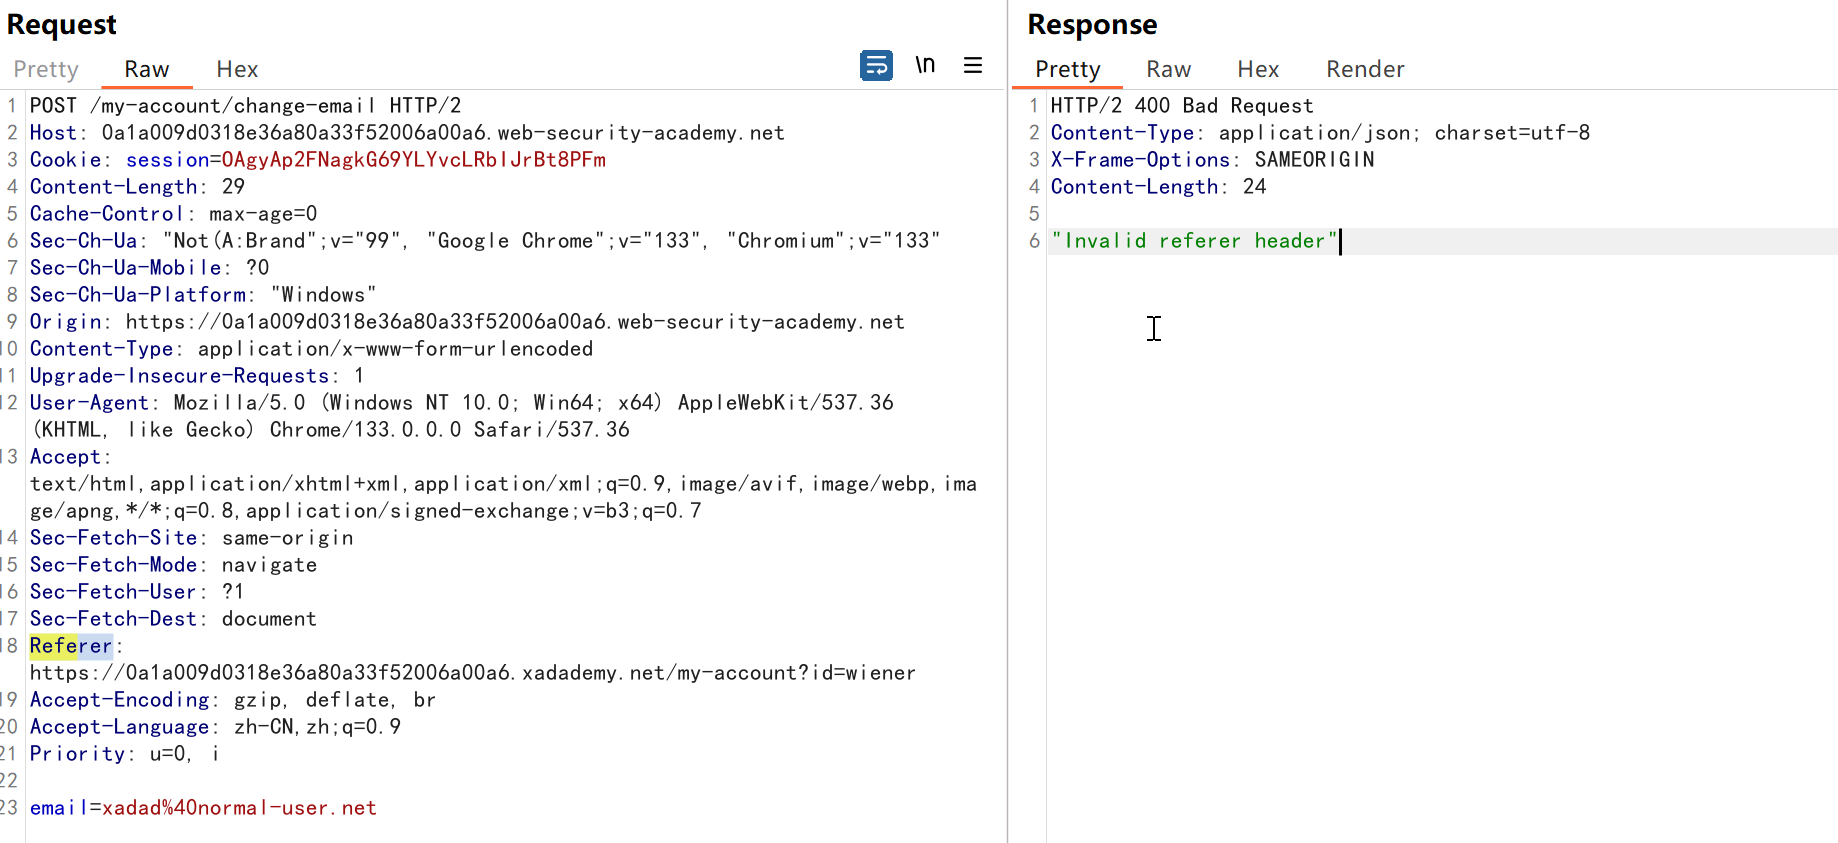 Request
Pretty Raw Hex \n
1 POST /my-account/change-email HTTP/2
2 Host: 0a1a009d0318e36a80a33f52006a00a6.web-security-academy.net
3 Cookie: session=OAgyAp2FNagkG69YLYvcLRbIJrBt8PFm
4 Content-Length: 29
5 Cache-Control: max-age=0
6 Sec-Ch-Ua: "Not(A:Brand";v="99", "Google Chrome";v="133", "Chromium";v="133"
7 Sec-Ch-Ua-Mobile: ?0
8 Sec-Ch-Ua-Platform: "Windows"
9 Origin: https://0a1a009d0318e36a80a33f52006a00a6.web-security-academy.net
10 Content-Type: application/x-www-form-urlencoded
11 Upgrade-Insecure-Requests: 1
12 User-Agent: Mozilla/5.0 (Windows NT 10.0; Win64; x64) AppleWebKit/537.36
(KHTML, like Gecko) Chrome/133.0.0.0 Safari/537.36
13 Accept:
text/html,application/xhtml+xml,application/xml;q=0.9,image/avif,image/webp,ima
ge/apng,*/*;q=0.8,application/signed-exchange;v=b3;q=0.7
14 Sec-Fetch-Site: same-origin
15 Sec-Fetch-Mode: navigate
16 Sec-Fetch-User: ?1
17 Sec-Fetch-Dest: document
18 Referer:
https://0a1a009d0318e36a80a33f52006a00a6.xadademy.net/my-account?id=wiener
19 Accept-Encoding: gzip, deflate, br
20 Accept-Language: zh-CN,zh;q=0.9
21 Priority: u=0, i
22
23 email=xadad%40normal-user.net
Response
Pretty Raw Hex Render
1 HTTP/2 400 Bad Request
2 Content-Type: application/json; charset=utf-8
3 X-Frame-Options: SAMEORIGIN
4 Content-Length: 24
5
6 "Invalid referer header"